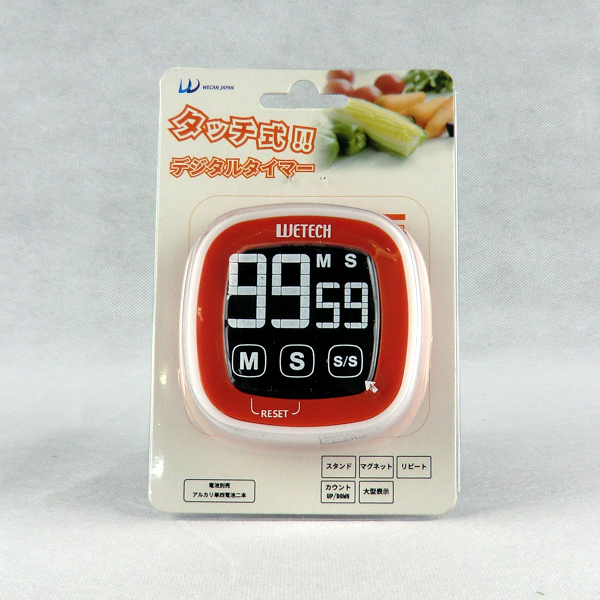 WECAN JAPAN
タッチ式!!
デジタルタイマー
WETECH
M S
99 59
M S S/S
RESET
スタンド マグネット リピート
カウント UP/DOWN 大型表示
電池別売
アルカリ単四電池二本